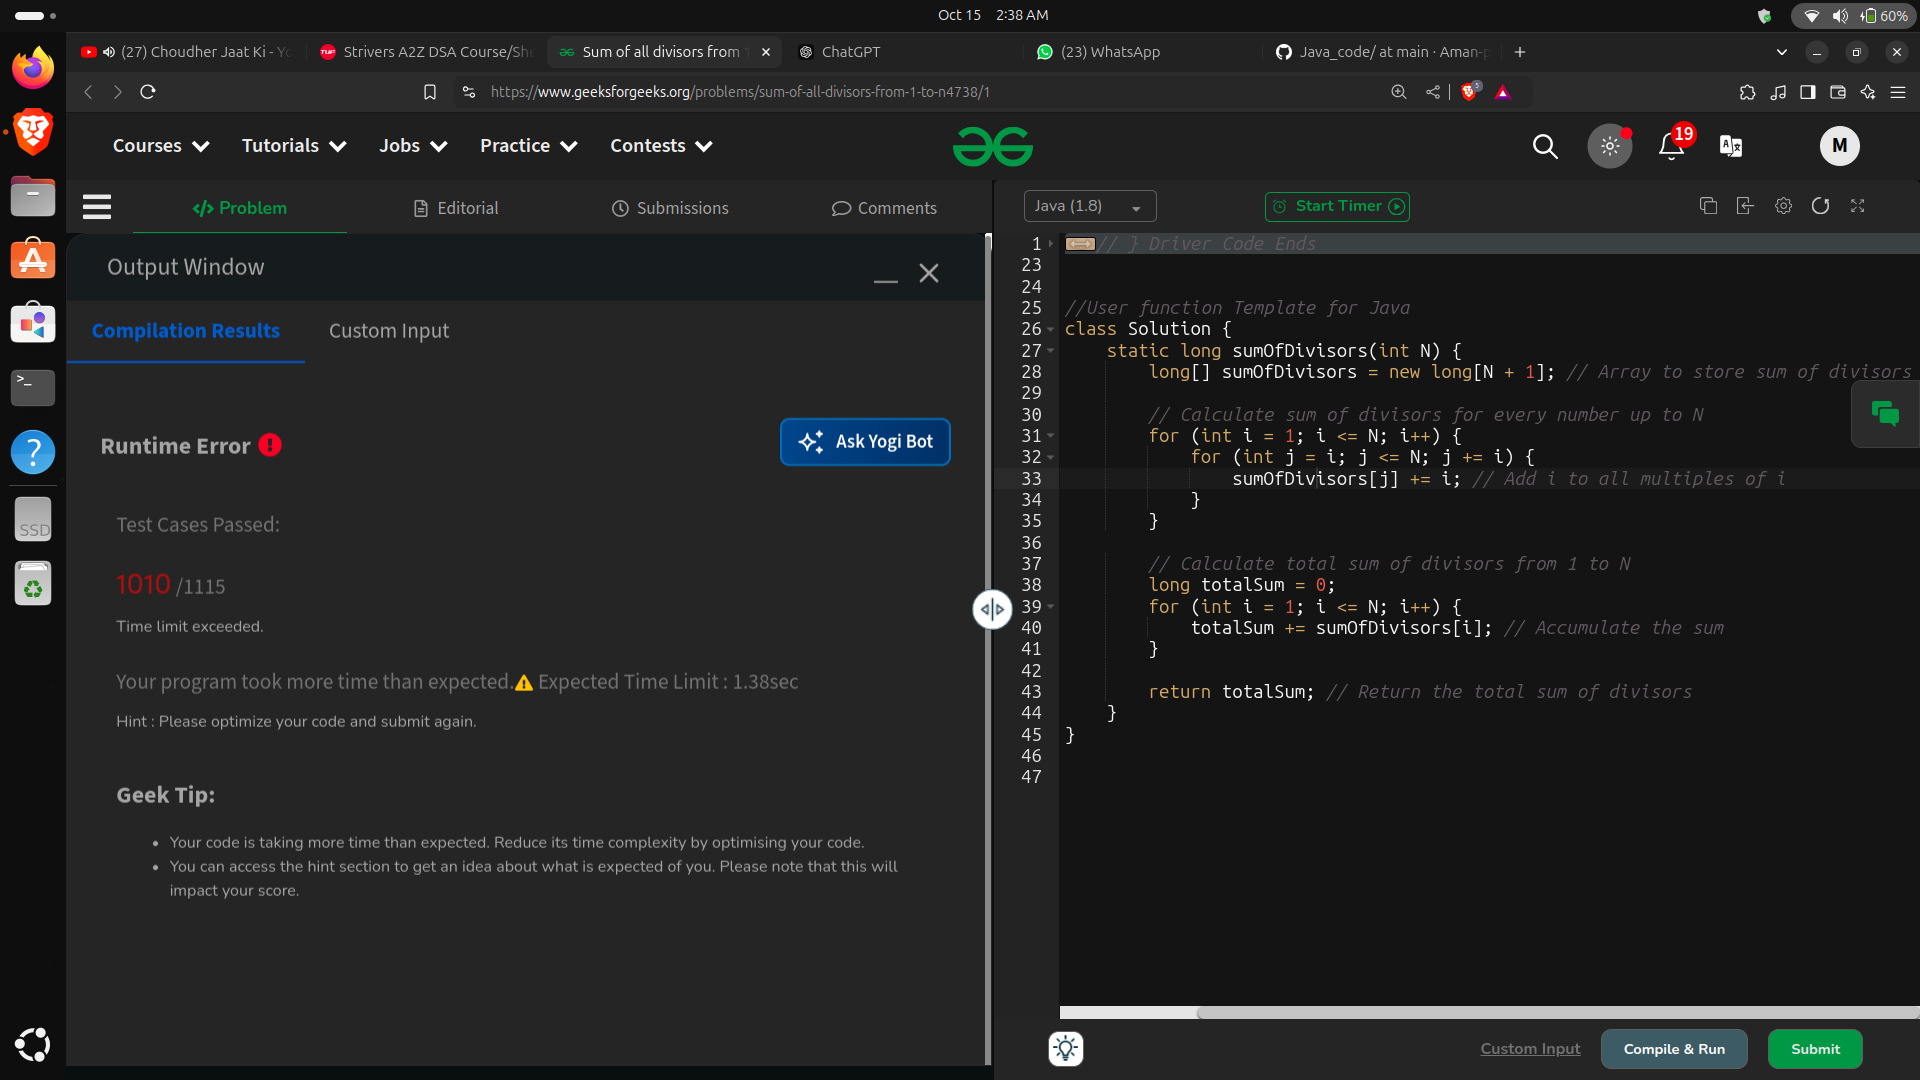 Oct 15 2:38 AM
60%
(27) Choudher Jaat Ki - Yo
Strivers A2Z DSA Course/She
Sum of all divisors from 1
ChatGPT
(23) WhatsApp
Java_code/ at main · Aman-p
https://www.geeksforgeeks.org/problems/sum-of-all-divisors-from-1-to-n4738/1
5
Courses
Tutorials
Jobs
Practice
Contests
19
M
Problem
Editorial
Submissions
Comments
Java (1.8)
Start Timer
Output Window
Compilation Results
Custom Input
Runtime Error
Ask Yogi Bot
Test Cases Passed:
1010 /1115
Time limit exceeded.
Your program took more time than expected. Expected Time Limit : 1.38sec
Hint : Please optimize your code and submit again.
Geek Tip:
• Your code is taking more time than expected. Reduce its time complexity by optimising your code.
• You can access the hint section to get an idea about what is expected of you. Please note that this will
impact your score.
SSD
1 // } Driver Code Ends
23
24
25 //User function Template for Java
26 class Solution {
27 static long sumOfDivisors(int N) {
28 long[] sumOfDivisors = new long[N + 1]; // Array to store sum of divisors
29
30 // Calculate sum of divisors for every number up to N
31 for (int i = 1; i <= N; i++) {
32 for (int j = i; j <= N; j += i) {
33 sumOfDivisors[j] += i; // Add i to all multiples of i
34 }
35 }
36
37 // Calculate total sum of divisors from 1 to N
38 long totalSum = 0;
39 for (int i = 1; i <= N; i++) {
40 totalSum += sumOfDivisors[i]; // Accumulate the sum
41 }
42
43 return totalSum; // Return the total sum of divisors
44 }
45 }
46
47
Custom Input
Compile & Run
Submit